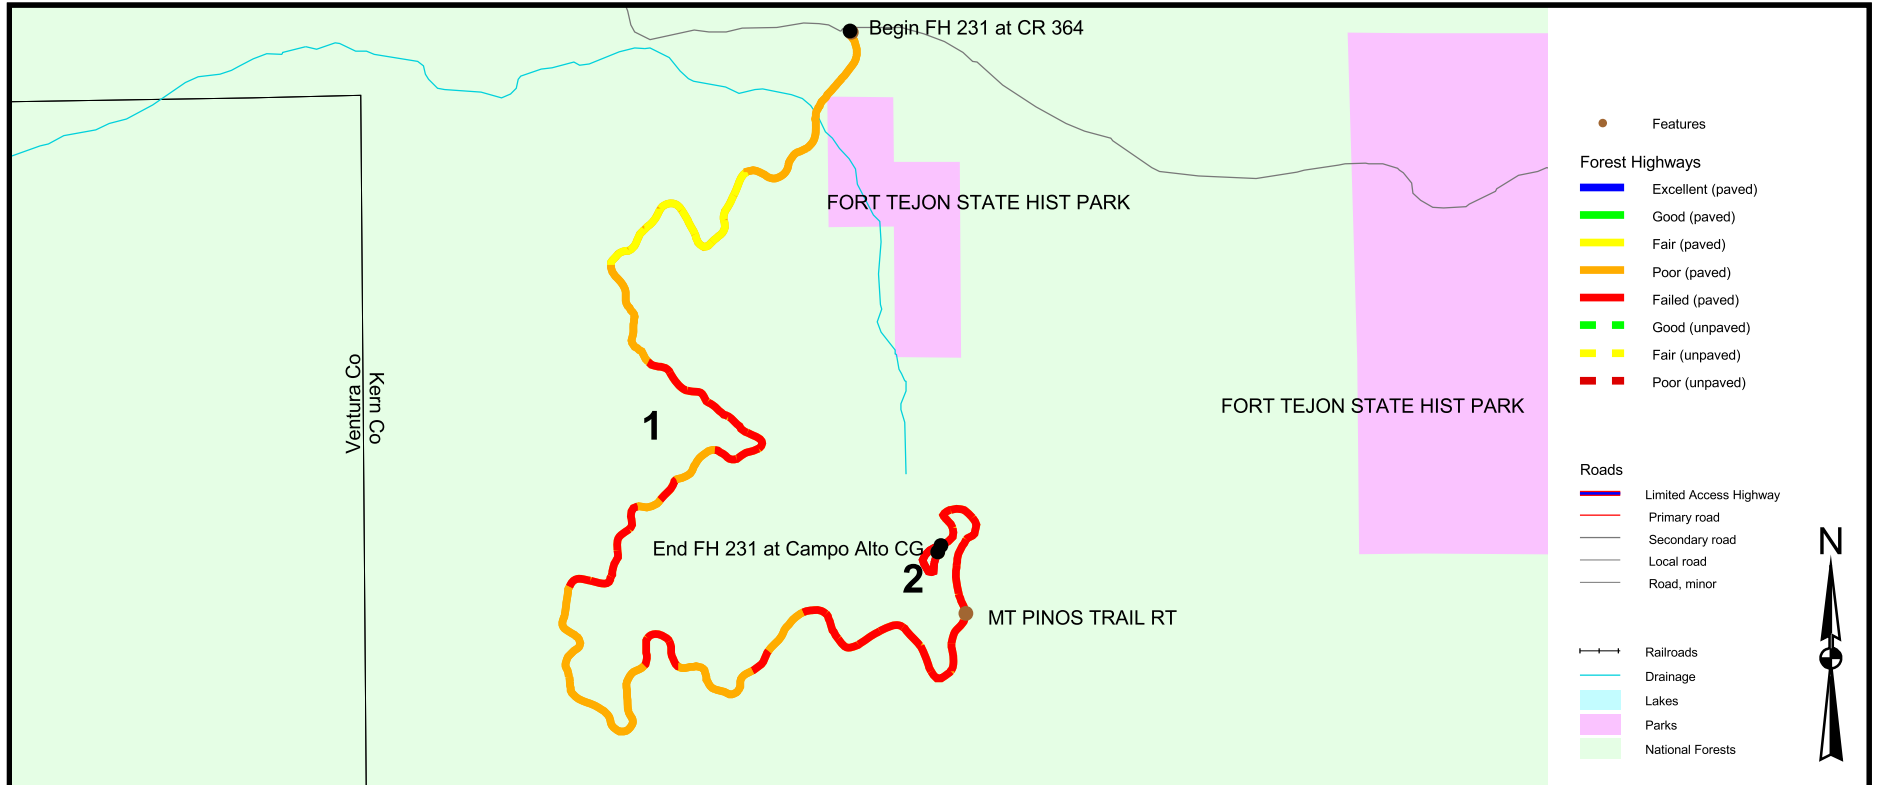 Begin FH 231 at CR 364
FORT TEJON STATE HIST PARK
Ventura Co
Kern Co
1
FORT TEJON STATE HIST PARK
End FH 231 at Campo Alto CG
2
MT PINOS TRAIL RT
Features
Forest Highways
Excellent (paved)
Good (paved)
Fair (paved)
Poor (paved)
Failed (paved)
Good (unpaved)
Fair (unpaved)
Poor (unpaved)
Roads
Limited Access Highway
Primary road
Secondary road
Local road
Road, minor
Railroads
Drainage
Lakes
Parks
National Forests
N